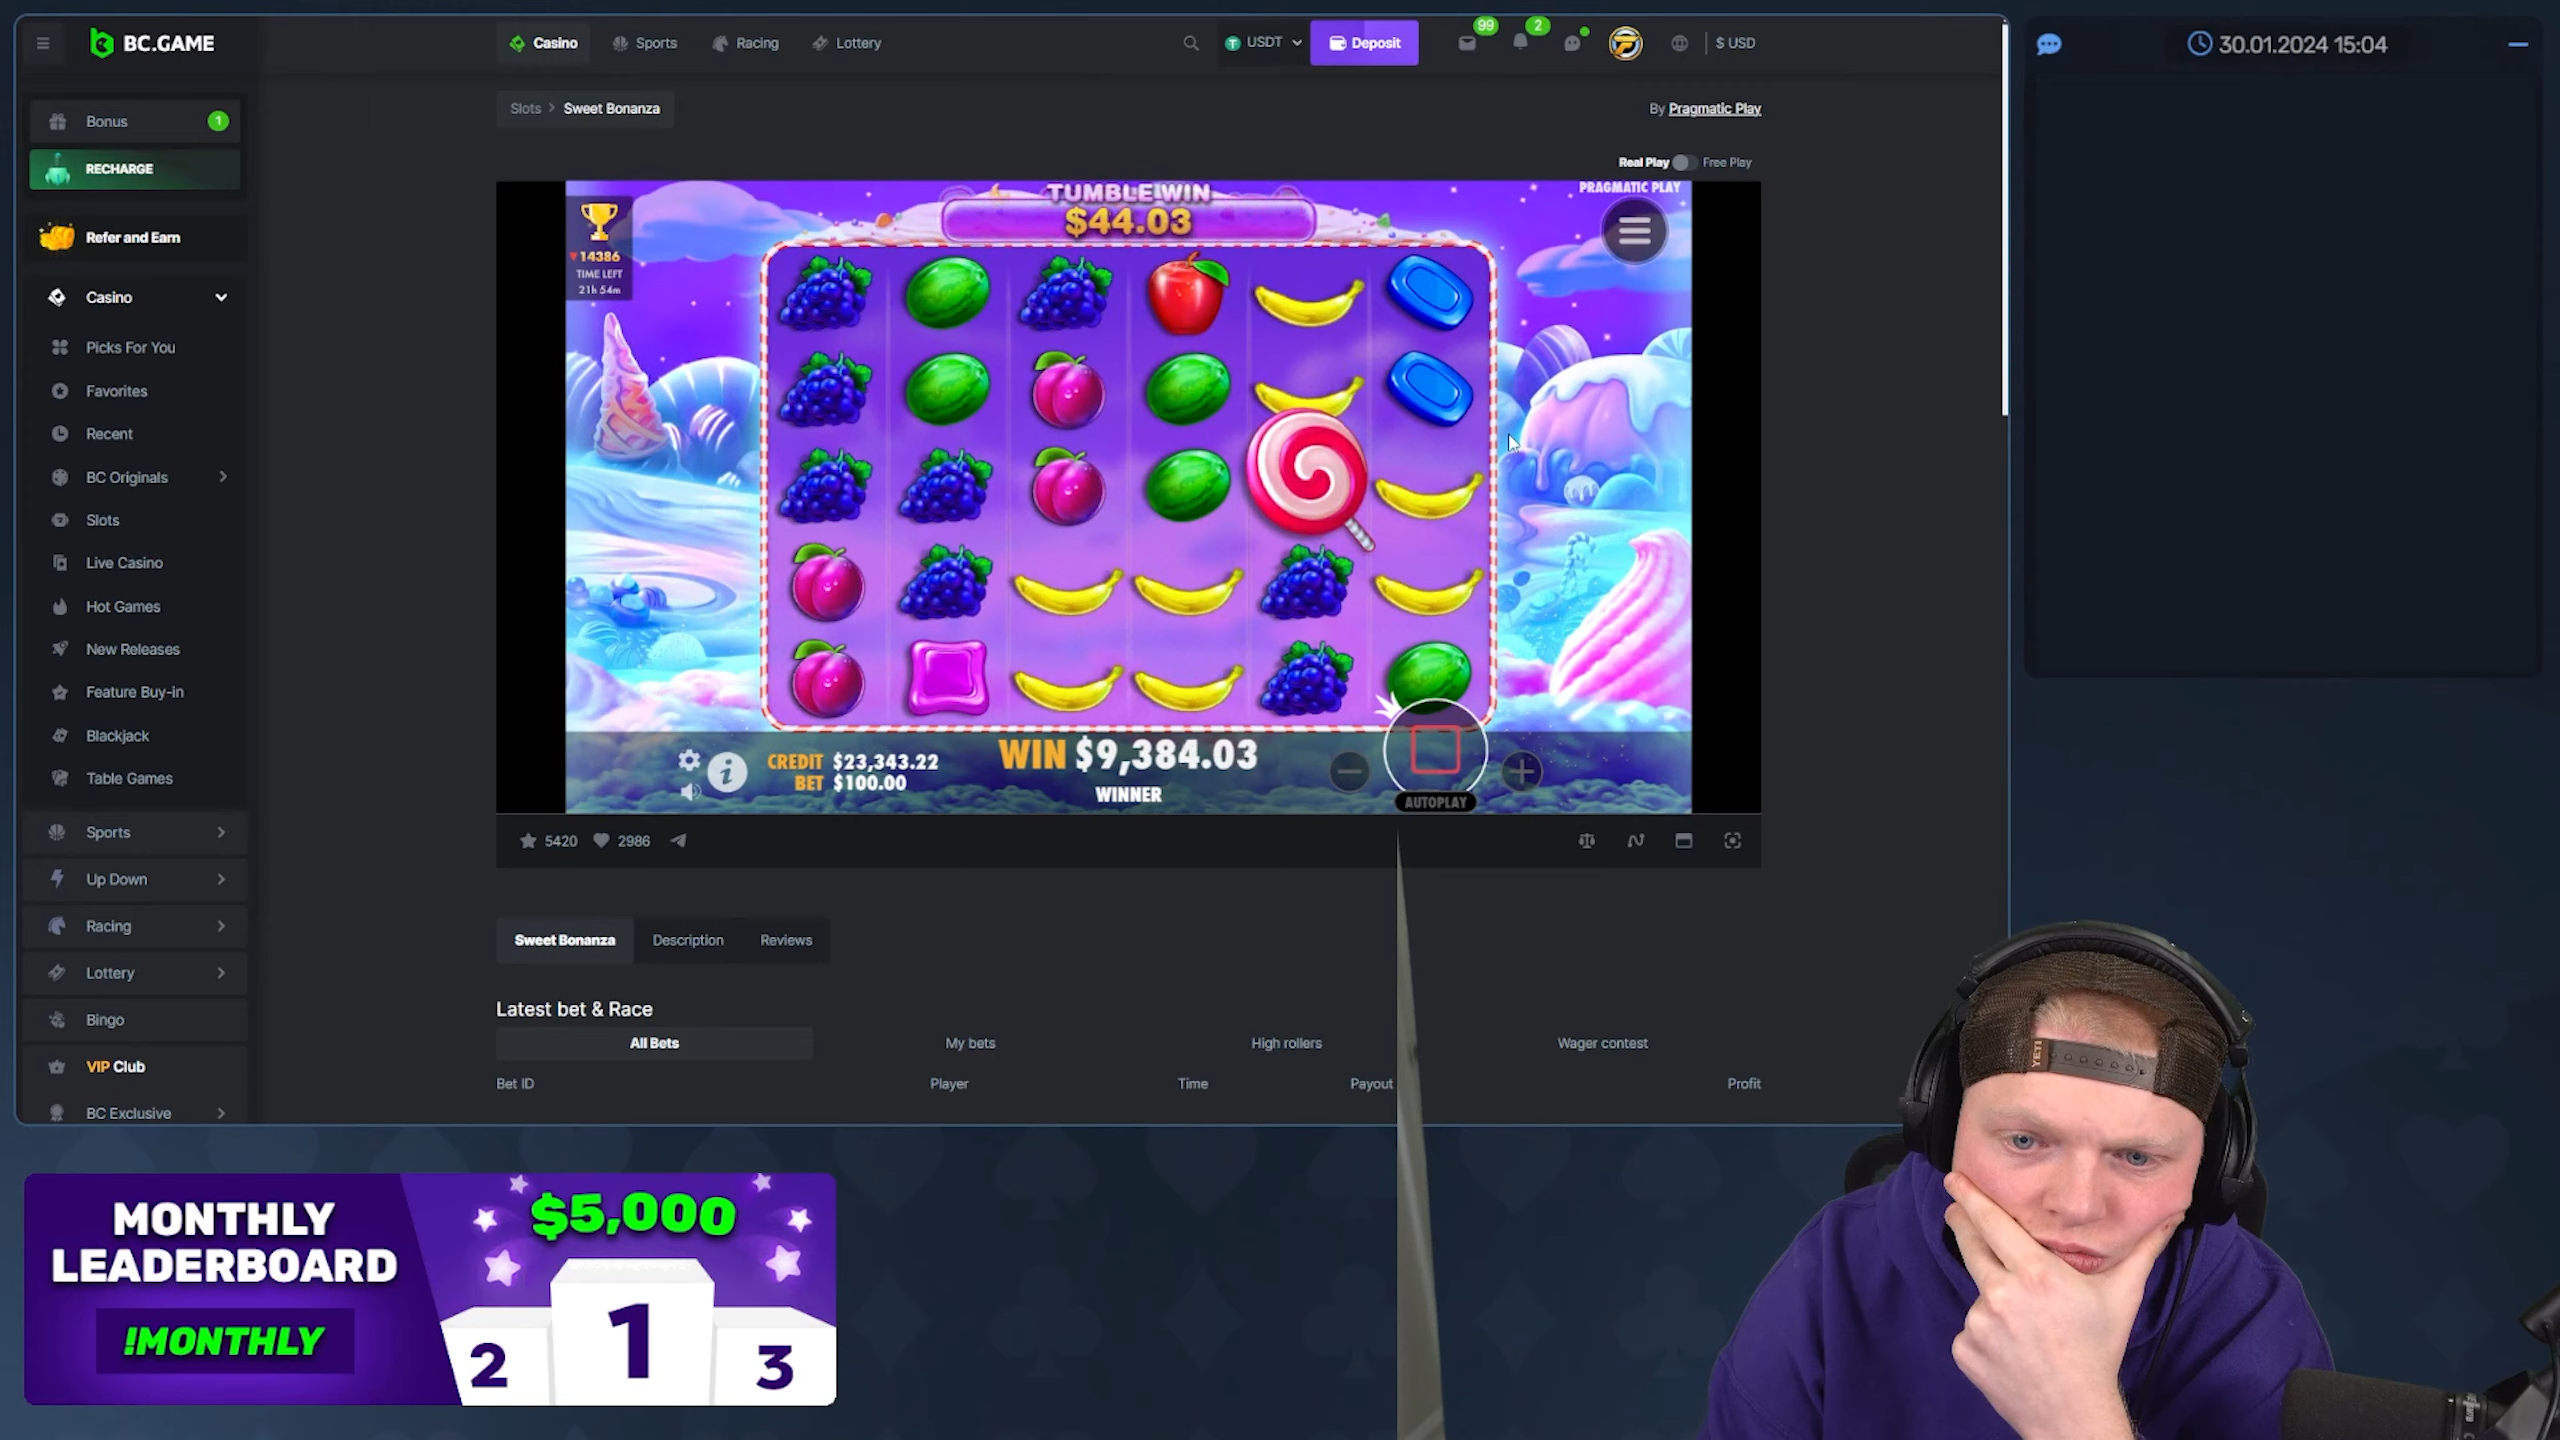 BC.GAME
Casino
Sports
Racing
Lottery
USDT
Deposit
99
2
$ USD
30.01.2024 15:04
Bonus
1
RECHARGE
Refer and Earn
Casino
Picks For You
Favorites
Recent
BC Originals
Slots
Live Casino
Hot Games
New Releases
Feature Buy-in
Blackjack
Table Games
Sports
Up Down
Racing
Lottery
Bingo
VIP Club
BC Exclusive
Slots > Sweet Bonanza
By Pragmatic Play
Real Play Free Play
PRAGMATIC PLAY
TUMBLE WIN
$44.03
14386
TIME LEFT
21h 54m
CREDIT $23,343.22
BET $100.00
WIN $9,384.03
WINNER
AUTOPLAY
5420 2986
Sweet Bonanza
Description
Reviews
Latest bet & Race
All Bets
My bets
High rollers
Wager contest
Bet ID
Player
Time
Payout
Profit
MONTHLY
LEADERBOARD
!MONTHLY
$5,000
2
1
3
YETI